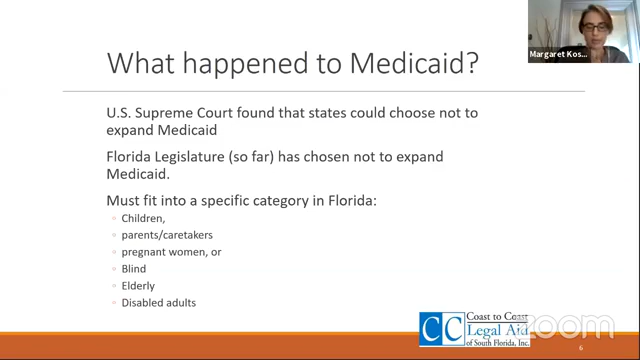 Margaret Kos...
What happened to Medicaid?
U.S. Supreme Court found that states could choose not to
expand Medicaid
Florida Legislature (so far) has chosen not to expand
Medicaid.
Must fit into a specific category in Florida:
Children,
parents/caretakers
pregnant women, or
Blind
Elderly
Disabled adults
CC
Coast to Coast
Legal Aid
of South Florida, Inc.
zoom
6